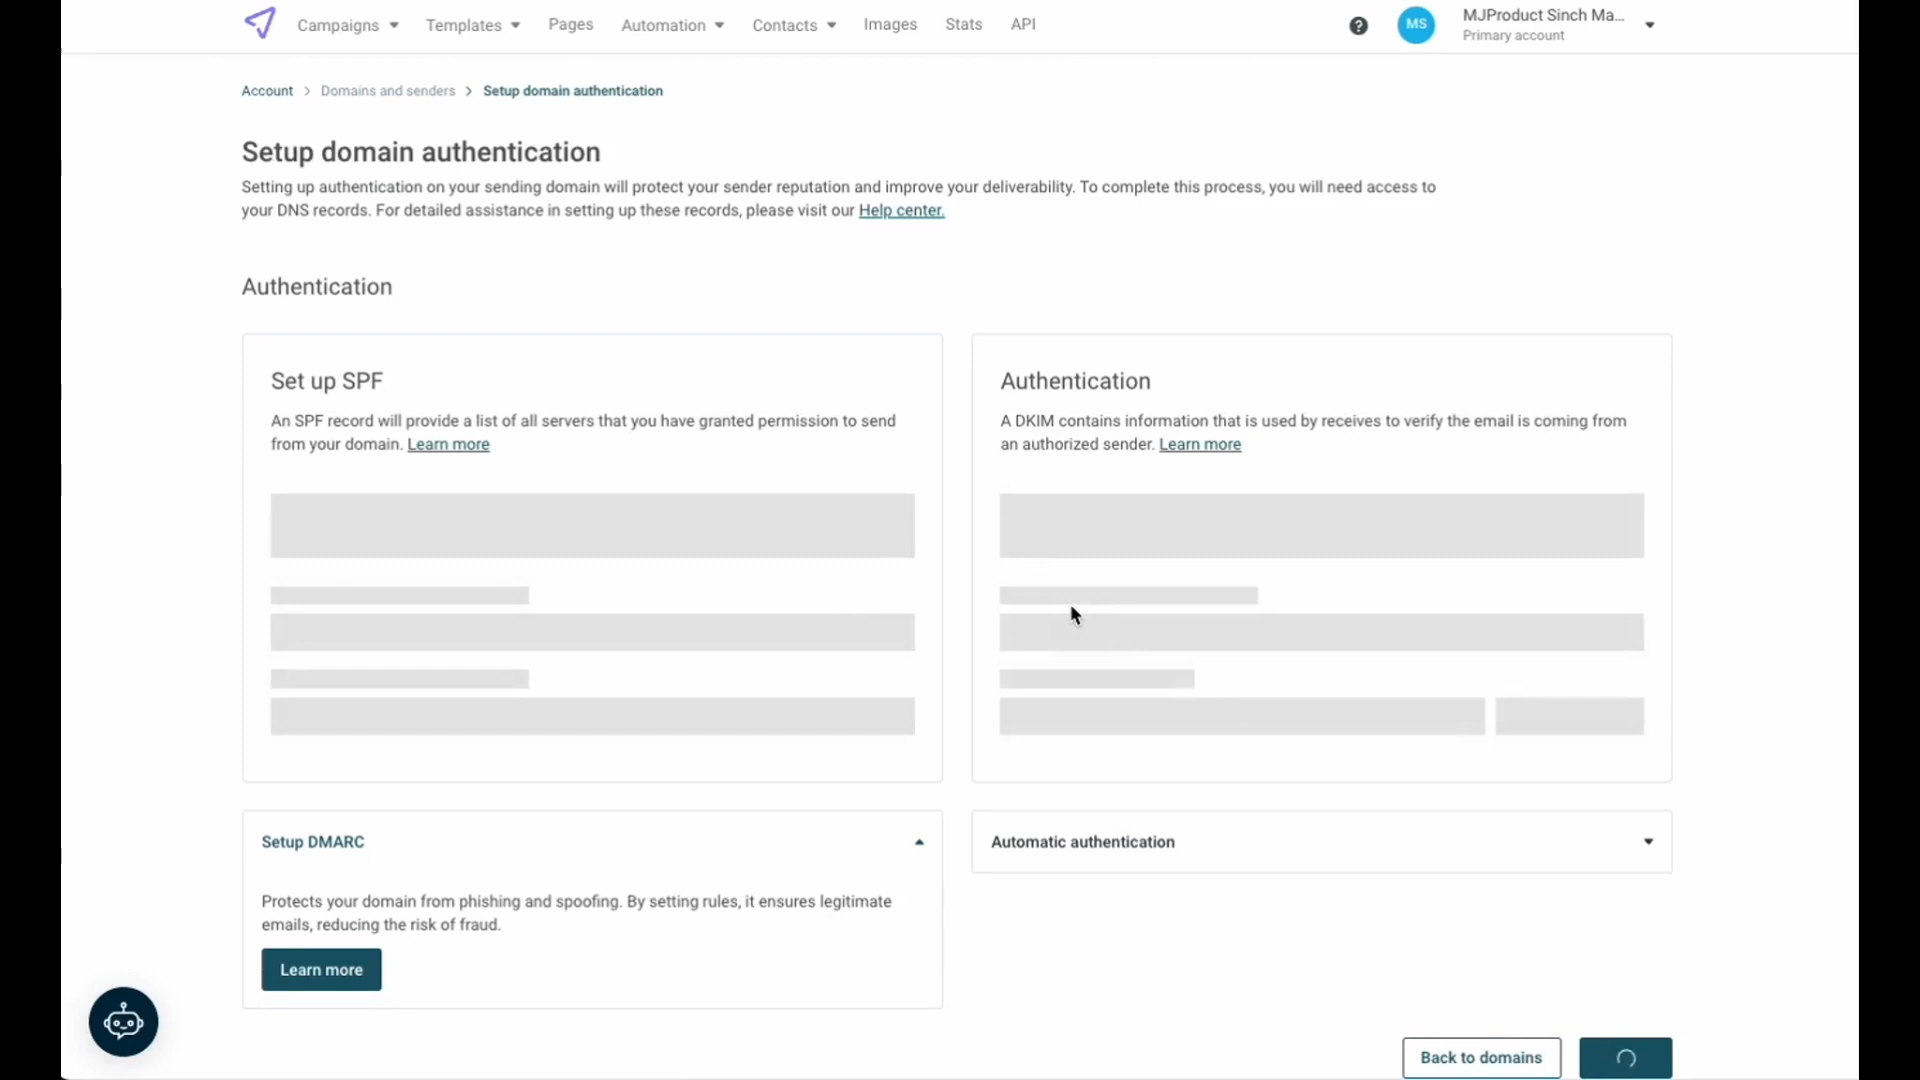 Campaigns
Templates
Pages
Automation
Contacts
Images
Stats
API
?
MS
MJProduct Sinch Ma...
Primary account
Account > Domains and senders > Setup domain authentication
Setup domain authentication
Setting up authentication on your sending domain will protect your sender reputation and improve your deliverability. To complete this process, you will need access to
your DNS records. For detailed assistance in setting up these records, please visit our Help center.
Authentication
Set up SPF
An SPF record will provide a list of all servers that you have granted permission to send
from your domain. Learn more
Authentication
A DKIM contains information that is used by receives to verify the email is coming from
an authorized sender. Learn more
Setup DMARC
Protects your domain from phishing and spoofing. By setting rules, it ensures legitimate
emails, reducing the risk of fraud.
Learn more
Automatic authentication
Back to domains